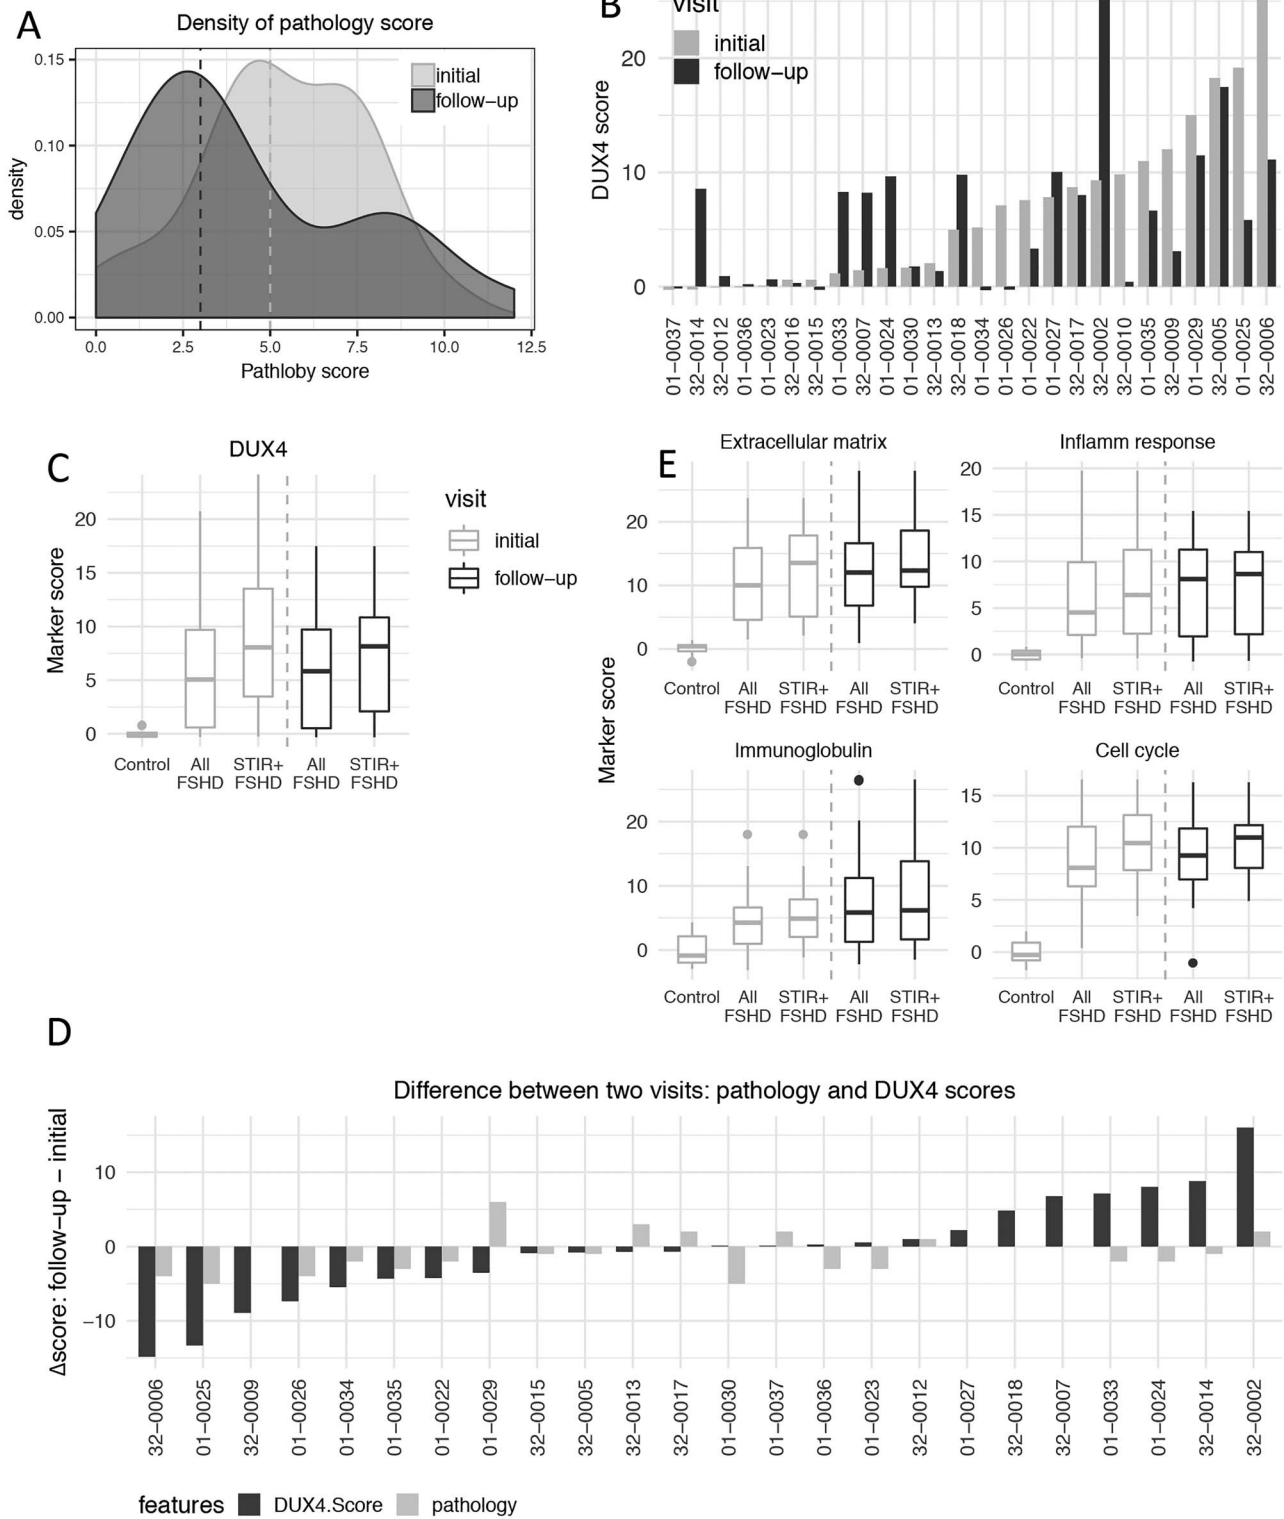 A
Density of pathology score
0.15
0.10
0.05
0.00
density
initial
follow-up
0.0 2.5 5.0 7.5 10.0 12.5
Pathloby score
B
visit
initial
follow-up
20
10
0
DUX4 score
01-0037
32-0014
32-0012
01-0036
01-0023
32-0016
32-0015
01-0033
32-0007
01-0024
01-0030
32-0013
32-0018
01-0034
01-0026
01-0022
01-0027
32-0017
32-0002
32-0010
01-0035
32-0009
01-0029
32-0005
01-0025
32-0006
C
DUX4
Marker score
20
15
10
5
0
Control All FSHD STIR+ FSHD All FSHD STIR+ FSHD
visit
initial
follow-up
E
Marker score
Extracellular matrix
20
10
0
Control All FSHD STIR+ FSHD All FSHD STIR+ FSHD
Inflamm response
20
15
10
5
0
Control All FSHD STIR+ FSHD All FSHD STIR+ FSHD
Immunoglobulin
20
10
0
Control All FSHD STIR+ FSHD All FSHD STIR+ FSHD
Cell cycle
15
10
5
0
Control All FSHD STIR+ FSHD All FSHD STIR+ FSHD
D
Difference between two visits: pathology and DUX4 scores
Δscore: follow-up - initial
10
0
-10
32-0006
01-0025
32-0009
01-0026
01-0034
01-0035
01-0022
01-0029
32-0015
32-0005
32-0013
32-0017
01-0030
01-0037
01-0036
01-0023
32-0012
01-0027
32-0018
32-0007
01-0033
01-0024
32-0014
32-0002
features DUX4.Score pathology